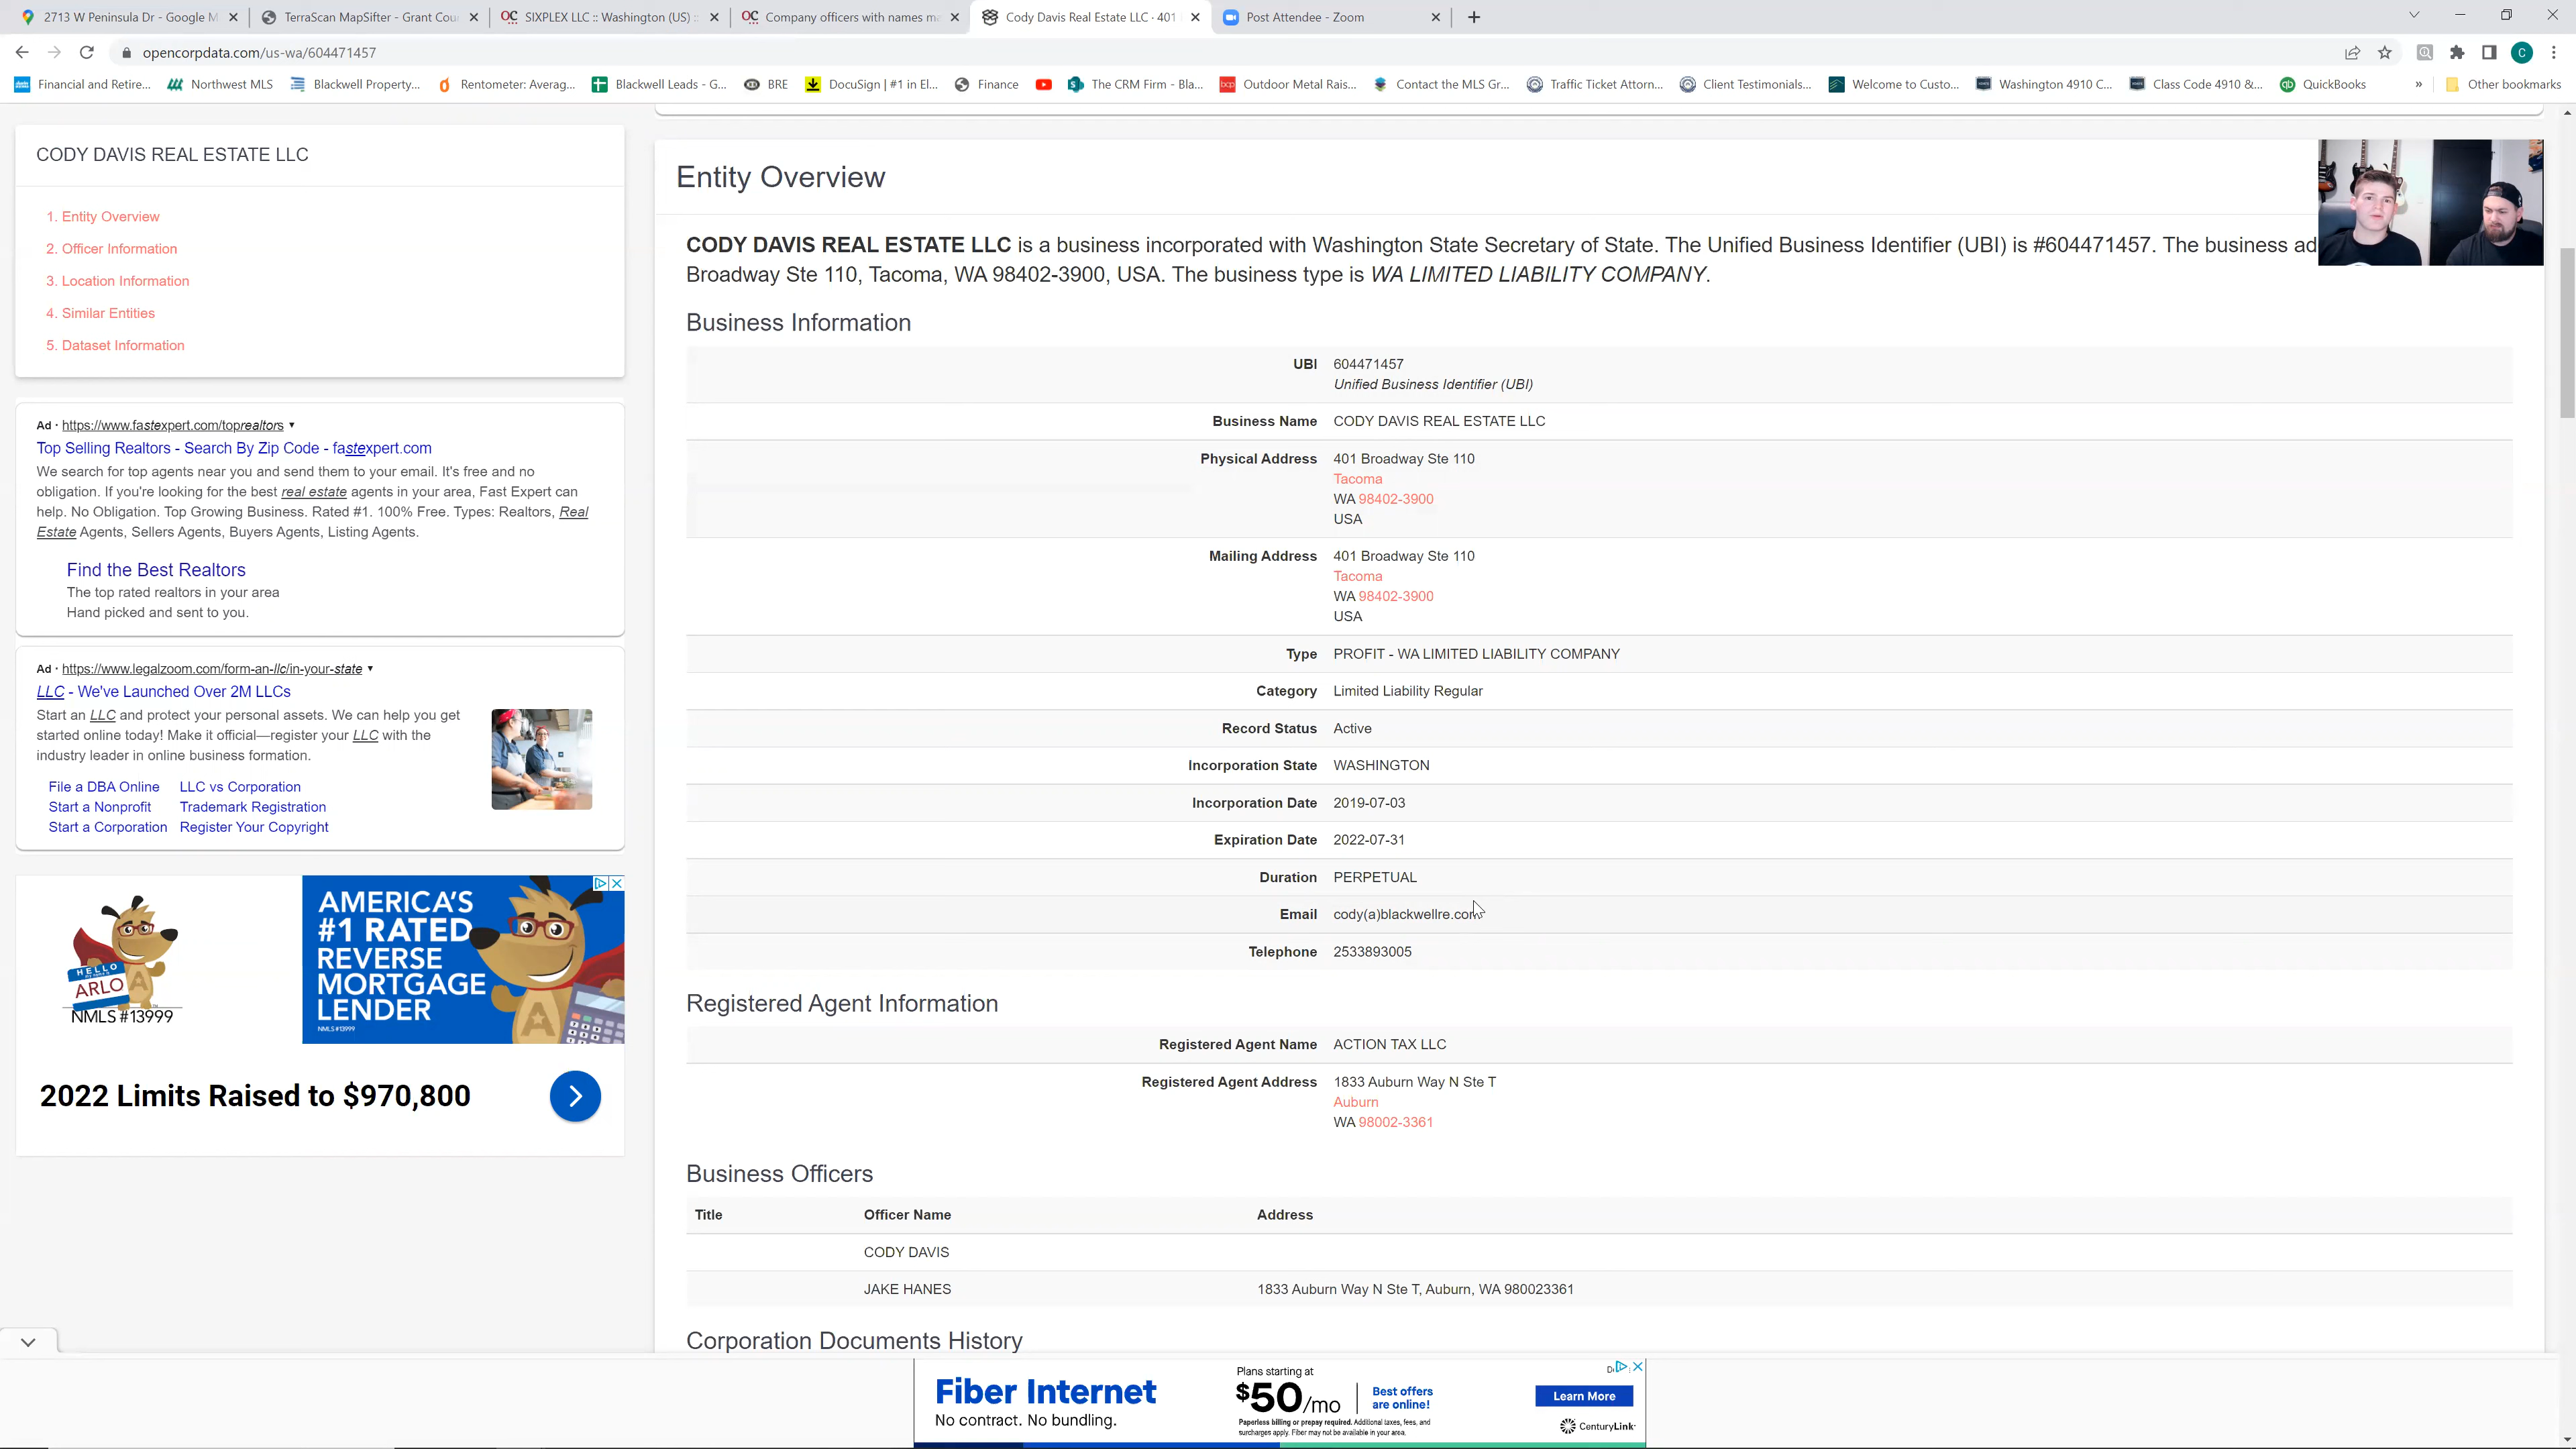 2713 W Peninsula Dr - Google M
TerraScan MapSifter - Grant Cou
SIXPLEX LLC :: Washington (US) :
Company officers with names ma
Cody Davis Real Estate LLC · 401
Post Attendee - Zoom
opencorpdata.com/us-wa/604471457
Financial and Retire...
Northwest MLS
Blackwell Property...
Rentometer: Averag...
Blackwell Leads - G...
BRE
DocuSign | #1 in El...
Finance
The CRM Firm - Bla...
Outdoor Metal Rais...
Contact the MLS Gr...
Traffic Ticket Attorn...
Client Testimonials...
Welcome to Custo...
Washington 4910 C...
Class Code 4910 &...
QuickBooks
»
Other bookmarks
CODY DAVIS REAL ESTATE LLC
1. Entity Overview
2. Officer Information
3. Location Information
4. Similar Entities
5. Dataset Information
Ad · https://www.fastexpert.com/toprealtors
Top Selling Realtors - Search By Zip Code - fastexpert.com
We search for top agents near you and send them to your email. It's free and no
obligation. If you're looking for the best real estate agents in your area, Fast Expert can
help. No Obligation. Top Growing Business. Rated #1. 100% Free. Types: Realtors, Real
Estate Agents, Sellers Agents, Buyers Agents, Listing Agents.
Find the Best Realtors
The top rated realtors in your area
Hand picked and sent to you.
Ad · https://www.legalzoom.com/form-an-llc/in-your-state
LLC - We've Launched Over 2M LLCs
Start an LLC and protect your personal assets. We can help you get
started online today! Make it official—register your LLC with the
industry leader in online business formation.
File a DBA Online LLC vs Corporation
Start a Nonprofit Trademark Registration
Start a Corporation Register Your Copyright
HELLO
ARLO
NMLS #13999
AMERICA'S
#1 RATED
REVERSE
MORTGAGE
LENDER
NMLS #13999
2022 Limits Raised to $970,800
Entity Overview
CODY DAVIS REAL ESTATE LLC is a business incorporated with Washington State Secretary of State. The Unified Business Identifier (UBI) is #604471457. The business ad
Broadway Ste 110, Tacoma, WA 98402-3900, USA. The business type is WA LIMITED LIABILITY COMPANY.
Business Information
UBI 604471457
Unified Business Identifier (UBI)
Business Name CODY DAVIS REAL ESTATE LLC
Physical Address 401 Broadway Ste 110
Tacoma
WA 98402-3900
USA
Mailing Address 401 Broadway Ste 110
Tacoma
WA 98402-3900
USA
Type PROFIT - WA LIMITED LIABILITY COMPANY
Category Limited Liability Regular
Record Status Active
Incorporation State WASHINGTON
Incorporation Date 2019-07-03
Expiration Date 2022-07-31
Duration PERPETUAL
Email cody(a)blackwellre.com
Telephone 2533893005
Registered Agent Information
Registered Agent Name ACTION TAX LLC
Registered Agent Address 1833 Auburn Way N Ste T
Auburn
WA 98002-3361
Business Officers
Title Officer Name Address
CODY DAVIS
JAKE HANES 1833 Auburn Way N Ste T, Auburn, WA 980023361
Corporation Documents History
Fiber Internet
No contract. No bundling.
Plans starting at
$50/mo
Paperless billing or prepay required. Additional taxes, fees, and
surcharges apply. Fiber may not be available in your area.
Best offers
are online!
Learn More
CenturyLink